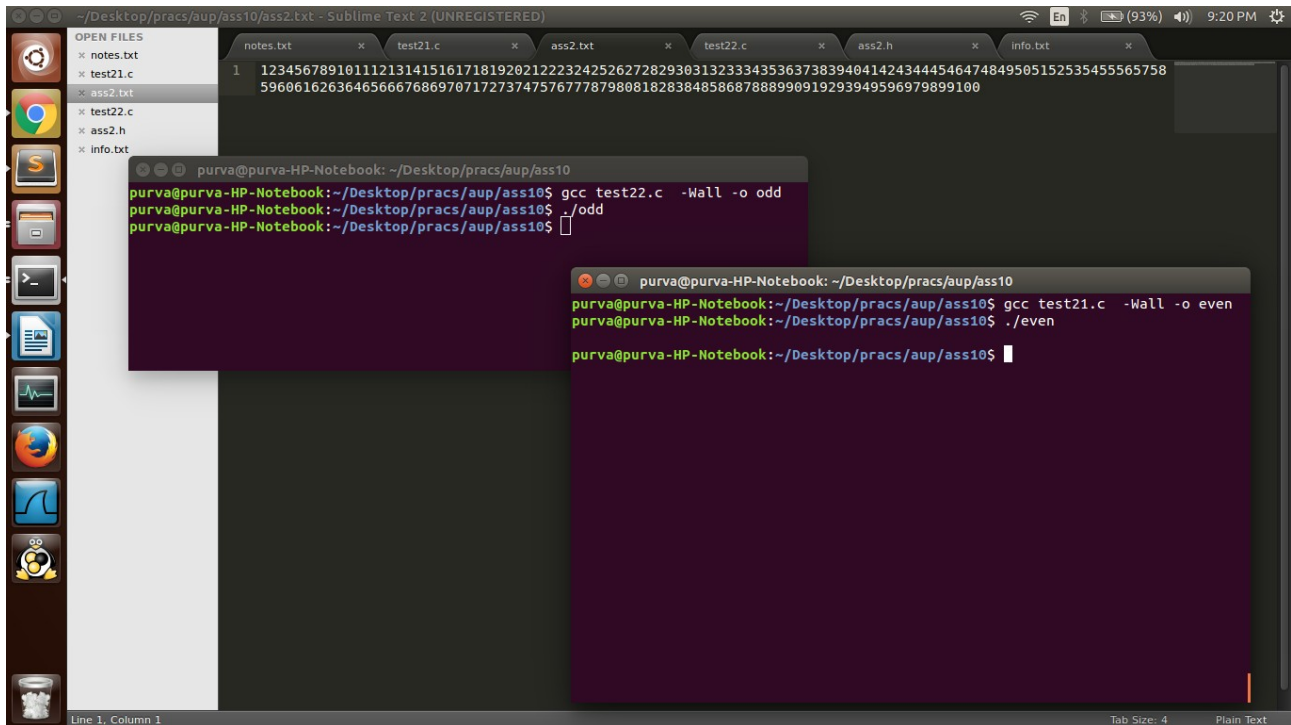 ~/Desktop/pracs/aup/ass10/ass2.txt - Sublime Text 2 (UNREGISTERED)
En (93%) 9:20 PM
OPEN FILES
notes.txt
test21.c
ass2.txt
test22.c
ass2.h
info.txt
notes.txt × test21.c × ass2.txt × test22.c × ass2.h × info.txt ×
1 12345678910111213141516171819202122232425262728293031323334353637383940414243444546474849505152535455565758
5960616263646566676869707172737475767778798081828384858687888990919293949596979899100
purva@purva-HP-Notebook: ~/Desktop/pracs/aup/ass10
purva@purva-HP-Notebook:~/Desktop/pracs/aup/ass10$ gcc test22.c -Wall -o odd
purva@purva-HP-Notebook:~/Desktop/pracs/aup/ass10$ ./odd
purva@purva-HP-Notebook:~/Desktop/pracs/aup/ass10$
purva@purva-HP-Notebook: ~/Desktop/pracs/aup/ass10
purva@purva-HP-Notebook:~/Desktop/pracs/aup/ass10$ gcc test21.c -Wall -o even
purva@purva-HP-Notebook:~/Desktop/pracs/aup/ass10$ ./even
purva@purva-HP-Notebook:~/Desktop/pracs/aup/ass10$
Line 1, Column 1 Tab Size: 4 Plain Text